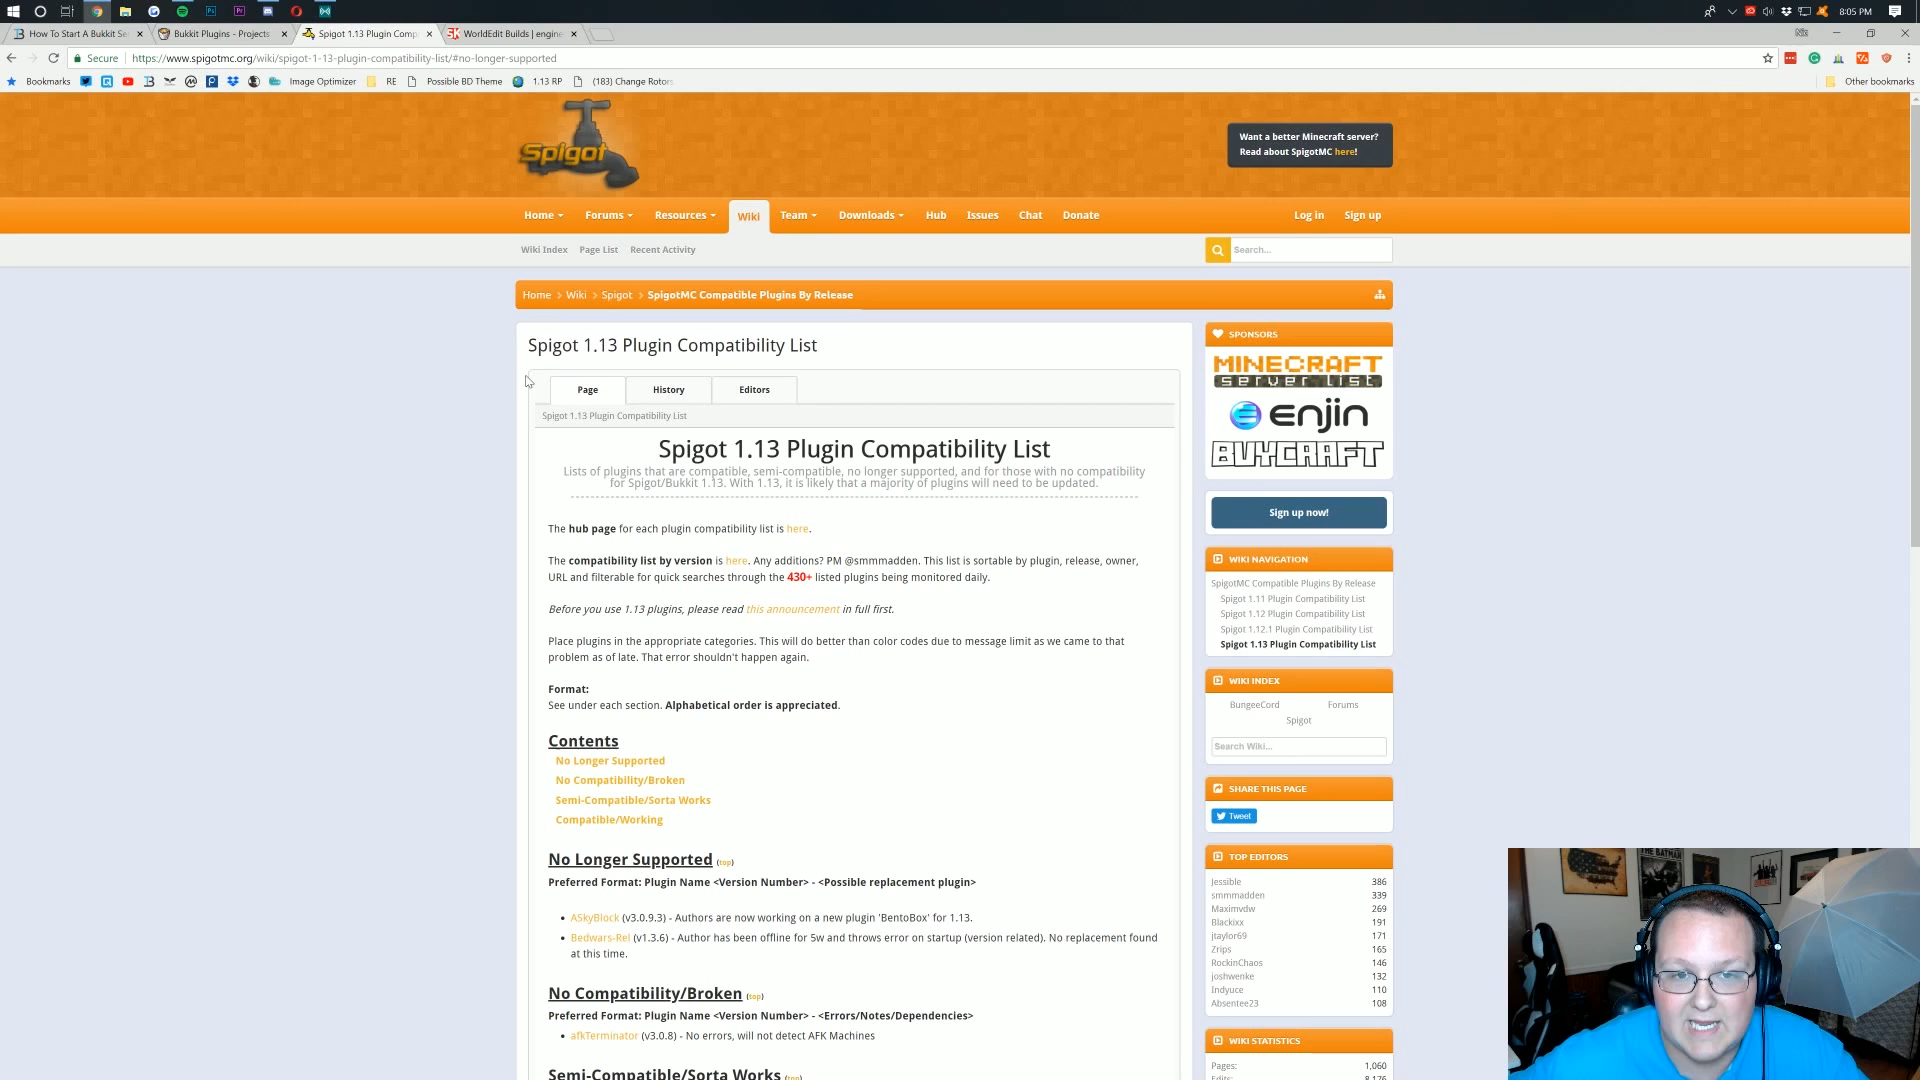 8:05 PM
How To Start A Bukkit Se
Bukkit Plugins - Projects
Spigot 1.13 Plugin Comp
WorldEdit Builds | engine
Secure
https://www.spigotmc.org/wiki/spigot-1-13-plugin-compatibility-list/#no-longer-supported
Bookmarks
Image Optimizer
RE
Possible BD Theme
1.13 RP
(183) Change Rotors
Other bookmarks
Spigot
Want a better Minecraft server?
Read about SpigotMC here!
Home
Forums
Resources
Wiki
Team
Downloads
Hub
Issues
Chat
Donate
Log in
Sign up
Wiki Index
Page List
Recent Activity
Search...
Home > Wiki > Spigot > SpigotMC Compatible Plugins By Release
Spigot 1.13 Plugin Compatibility List
Page
History
Editors
Spigot 1.13 Plugin Compatibility List
Spigot 1.13 Plugin Compatibility List
Lists of plugins that are compatible, semi-compatible, no longer supported, and for those with no compatibility
for Spigot/Bukkit 1.13. With 1.13, it is likely that a majority of plugins will need to be updated.
The hub page for each plugin compatibility list is here.
The compatibility list by version is here. Any additions? PM @smmmadden. This list is sortable by plugin, release, owner,
URL and filterable for quick searches through the 430+ listed plugins being monitored daily.
Before you use 1.13 plugins, please read this announcement in full first.
Place plugins in the appropriate categories. This will do better than color codes due to message limit as we came to that
problem as of late. That error shouldn't happen again.
Format:
See under each section. Alphabetical order is appreciated.
Contents
No Longer Supported
No Compatibility/Broken
Semi-Compatible/Sorta Works
Compatible/Working
No Longer Supported (top)
Preferred Format: Plugin Name <Version Number> - <Possible replacement plugin>
• ASkyBlock (v3.0.9.3) - Authors are now working on a new plugin 'BentoBox' for 1.13.
• Bedwars-Rel (v1.3.6) - Author has been offline for 5w and throws error on startup (version related). No replacement found
at this time.
No Compatibility/Broken (top)
Preferred Format: Plugin Name <Version Number> - <Errors/Notes/Dependencies>
• afkTerminator (v3.0.8) - No errors, will not detect AFK Machines
Semi-Compatible/Sorta Works (top)
SPONSORS
MINECRAFT
server list
enjin
BUYCRAFT
Sign up now!
WIKI NAVIGATION
SpigotMC Compatible Plugins By Release
Spigot 1.11 Plugin Compatibility List
Spigot 1.12 Plugin Compatibility List
Spigot 1.12.1 Plugin Compatibility List
Spigot 1.13 Plugin Compatibility List
WIKI INDEX
BungeeCord
Forums
Spigot
Search Wiki...
SHARE THIS PAGE
Tweet
TOP EDITORS
Jessible 386
smmmadden 339
Maximvdw 269
Blackixx 191
jtaylor69 171
Zrips 165
RockinChaos 146
joshwenke 132
Indyuce 110
Absentee23 108
WIKI STATISTICS
Pages: 1,060
Edits: 8,176
THE BATMAN